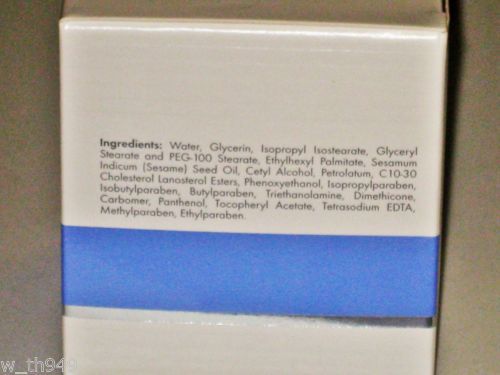 Ingredients: Water, Glycerin, Isopropyl Isostearate, Glyceryl
Stearate and PEG-100 Stearate, Ethylhexyl Palmitate, Sesamum
Indicum (Sesame) Seed Oil, Cetyl Alcohol, Petrolatum, C10-30
Cholesterol Lanosterol Esters, Phenoxyethanol, Isopropylparaben,
Isobutylparaben, Butylparaben, Triethanolamine, Dimethicone,
Carbomer, Panthenol, Tocopheryl Acetate, Tetrasodium EDTA,
Methylparaben, Ethylparaben.
w_th949